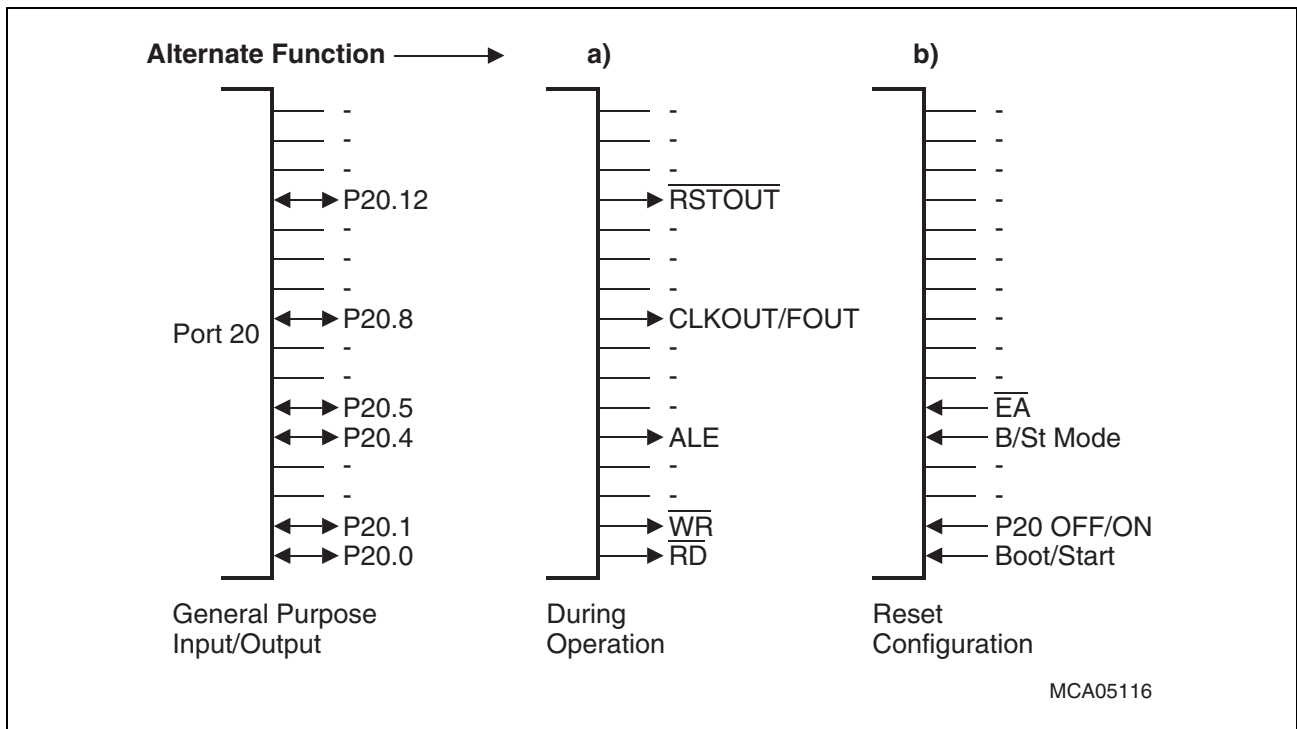 Alternate Function a) b)
- - -
- - -
- - -
P20.12 RSTOUT -
- - -
- - -
- - -
Port 20 P20.8 CLKOUT/FOUT -
- - -
- - -
P20.5 - EA
P20.4 ALE B/St Mode
- - -
- - -
P20.1 WR P20 OFF/ON
P20.0 RD Boot/Start
General Purpose During Reset
Input/Output Operation Configuration
MCA05116